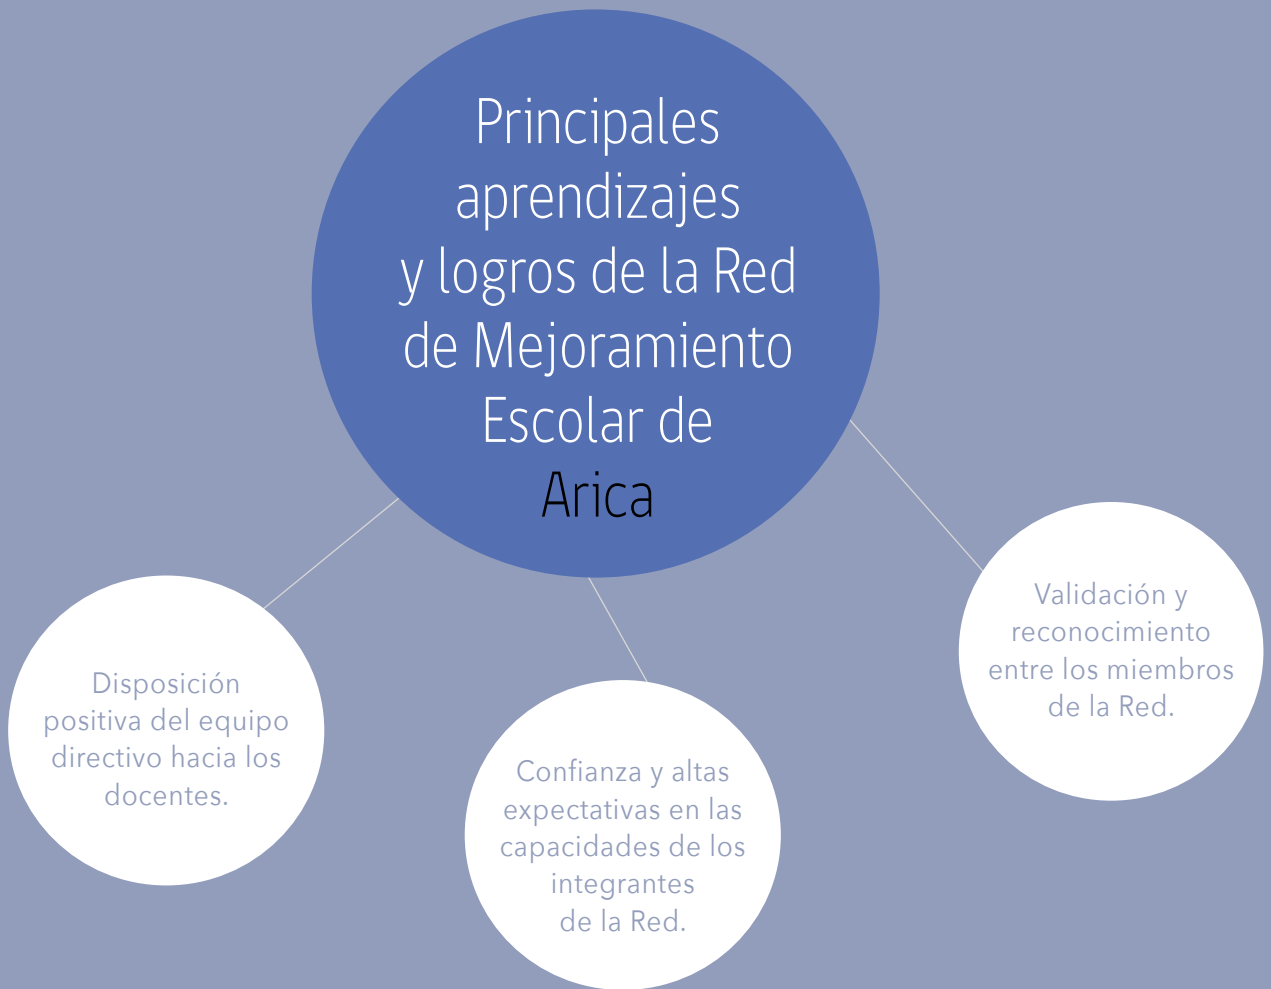 Principales
aprendizajes
y logros de la Red
de Mejoramiento
Escolar de
Arica
Disposición
positiva del equipo
directivo hacia los
docentes.
Confianza y altas
expectativas en las
capacidades de los
integrantes
de la Red.
Validación y
reconocimiento
entre los miembros
de la Red.